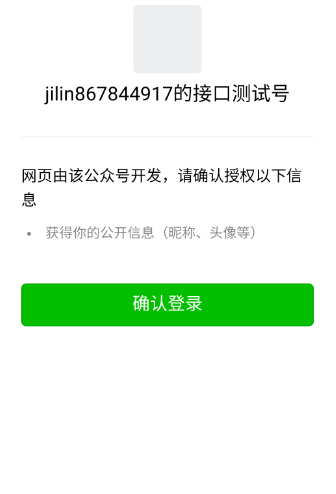 jilin867844917的接口测试号
网页由该公众号开发，请确认授权以下信
息
• 获得你的公开信息（昵称、头像等）
确认登录